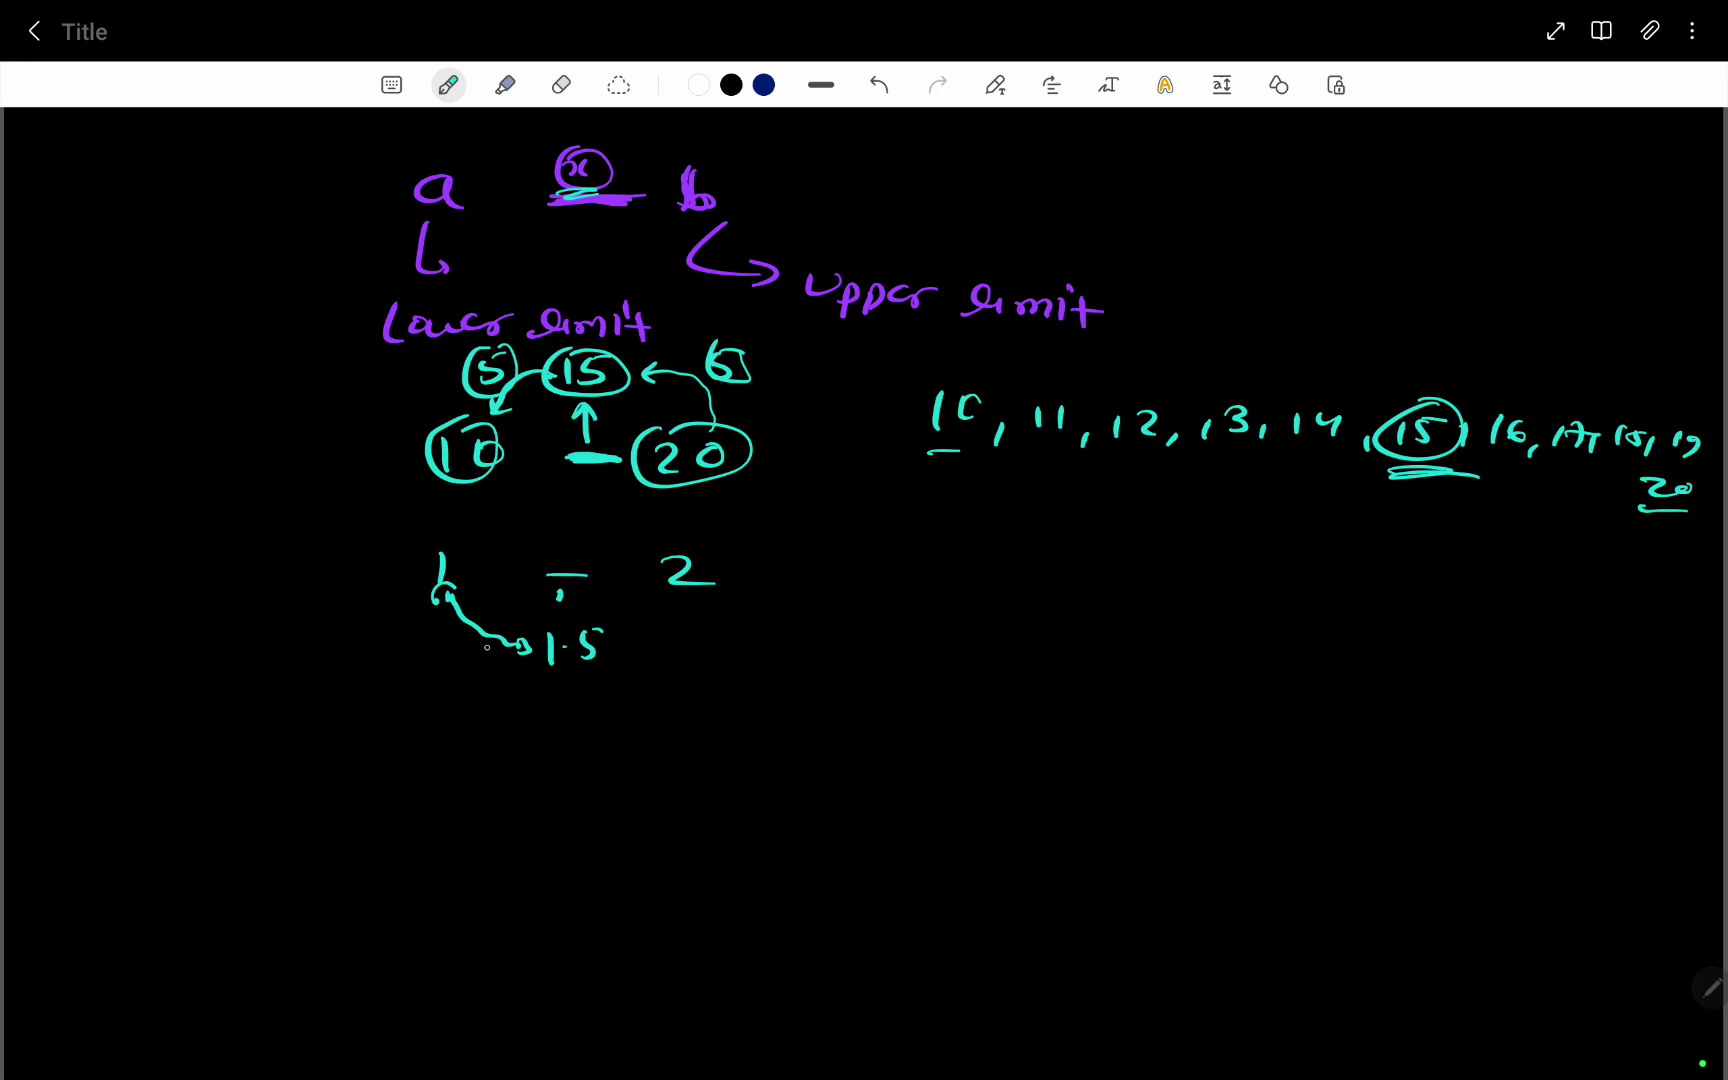 Title
a x b
Upper limit
Lower limit
5 15 5
10 20
10, 11, 12, 13, 14, 15, 16, 17, 18, 19,
20
1 2
1.5